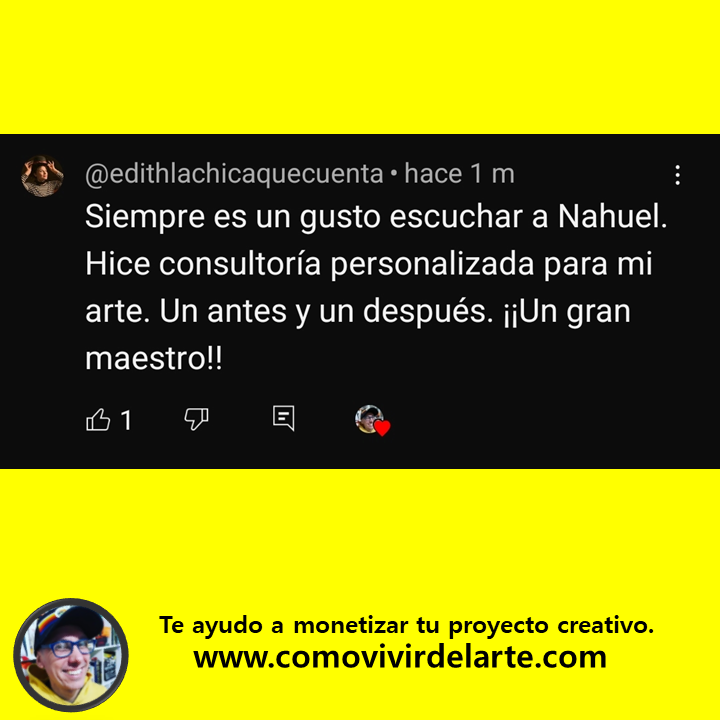 @edithlachicaquecuenta • hace 1 m
Siempre es un gusto escuchar a Nahuel.
Hice consultoría personalizada para mi
arte. Un antes y un después. ¡¡Un gran
maestro!!
1
Te ayudo a monetizar tu proyecto creativo.
www.comovivirdelarte.com